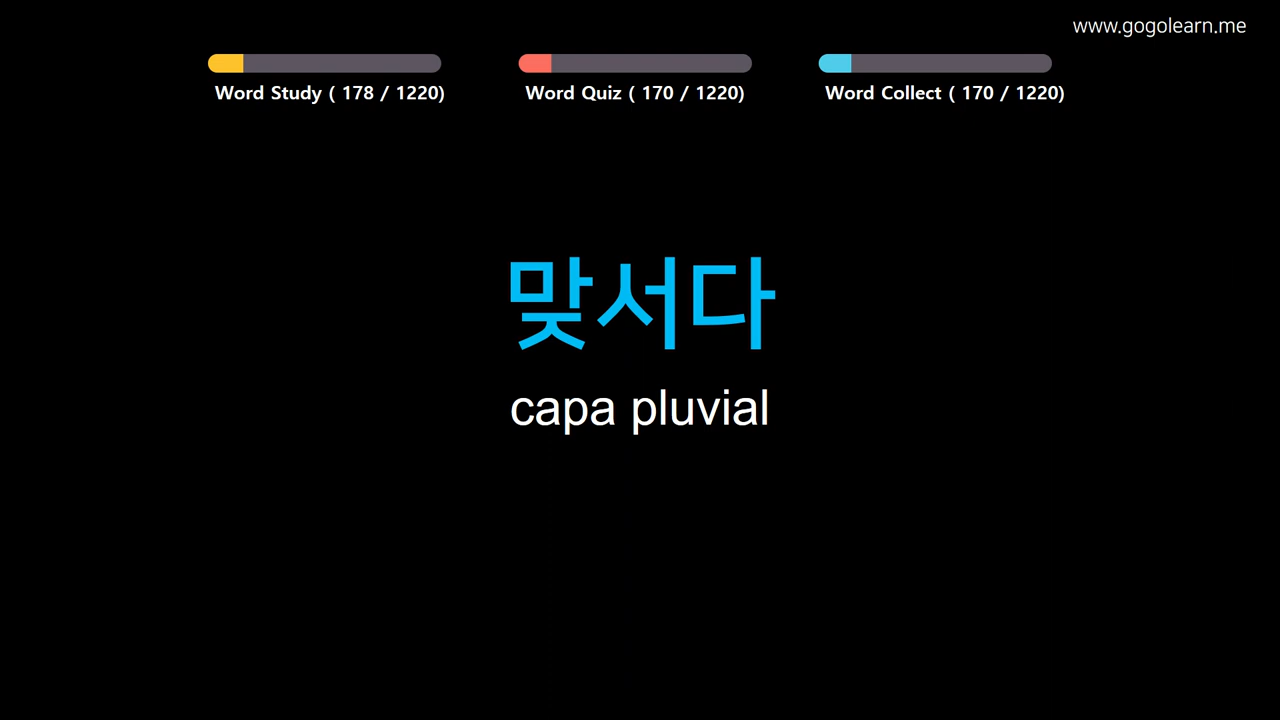 www.gogolearn.me
Word Study ( 178 / 1220)
Word Quiz ( 170 / 1220)
Word Collect ( 170 / 1220)
맞서다
capa pluvial